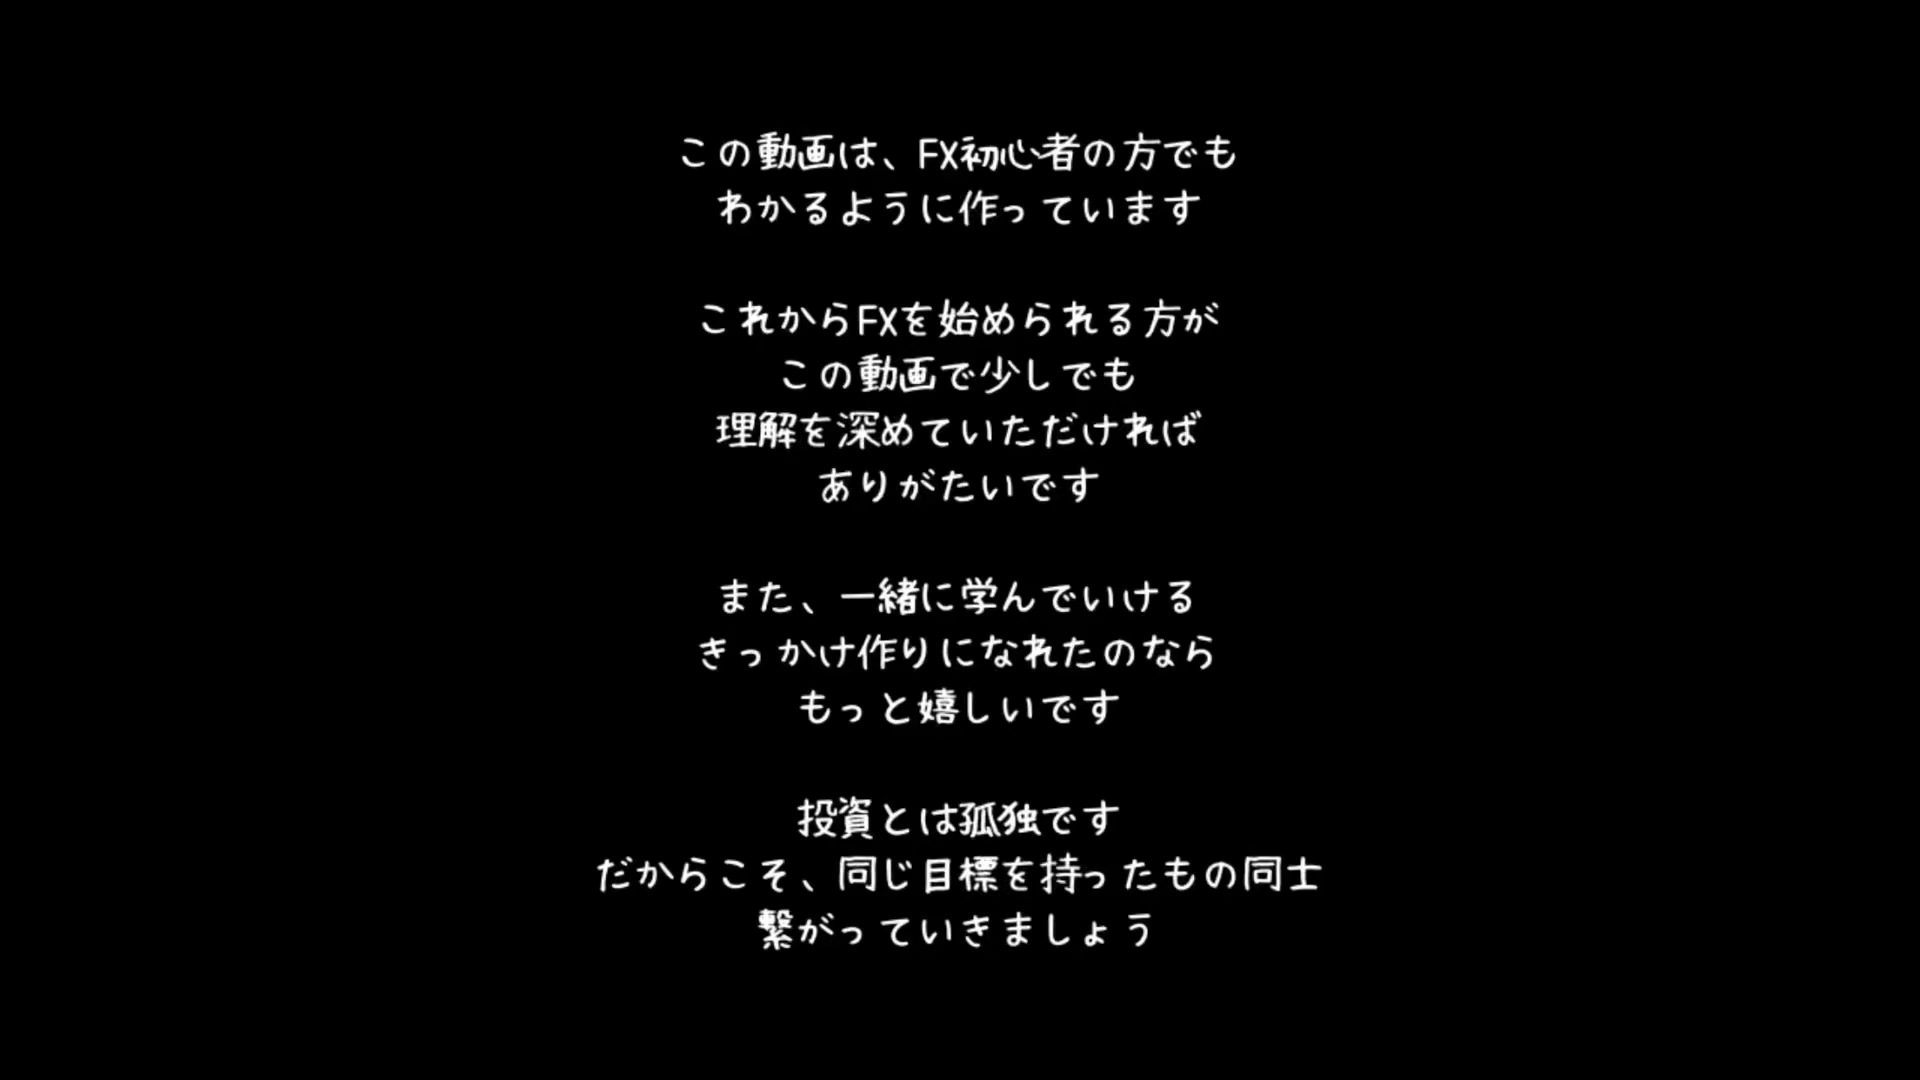 この動画は、FX初心者の方でも
わかるように作っています
これからFXを始められる方が
この動画で少しでも
理解を深めていただければ
ありがたいです
また、一緒に学んでいける
きっかけ作りになれたのなら
もっと嬉しいです
投資とは孤独です
だからこそ、同じ目標を持ったもの同士
繋がっていきましょう